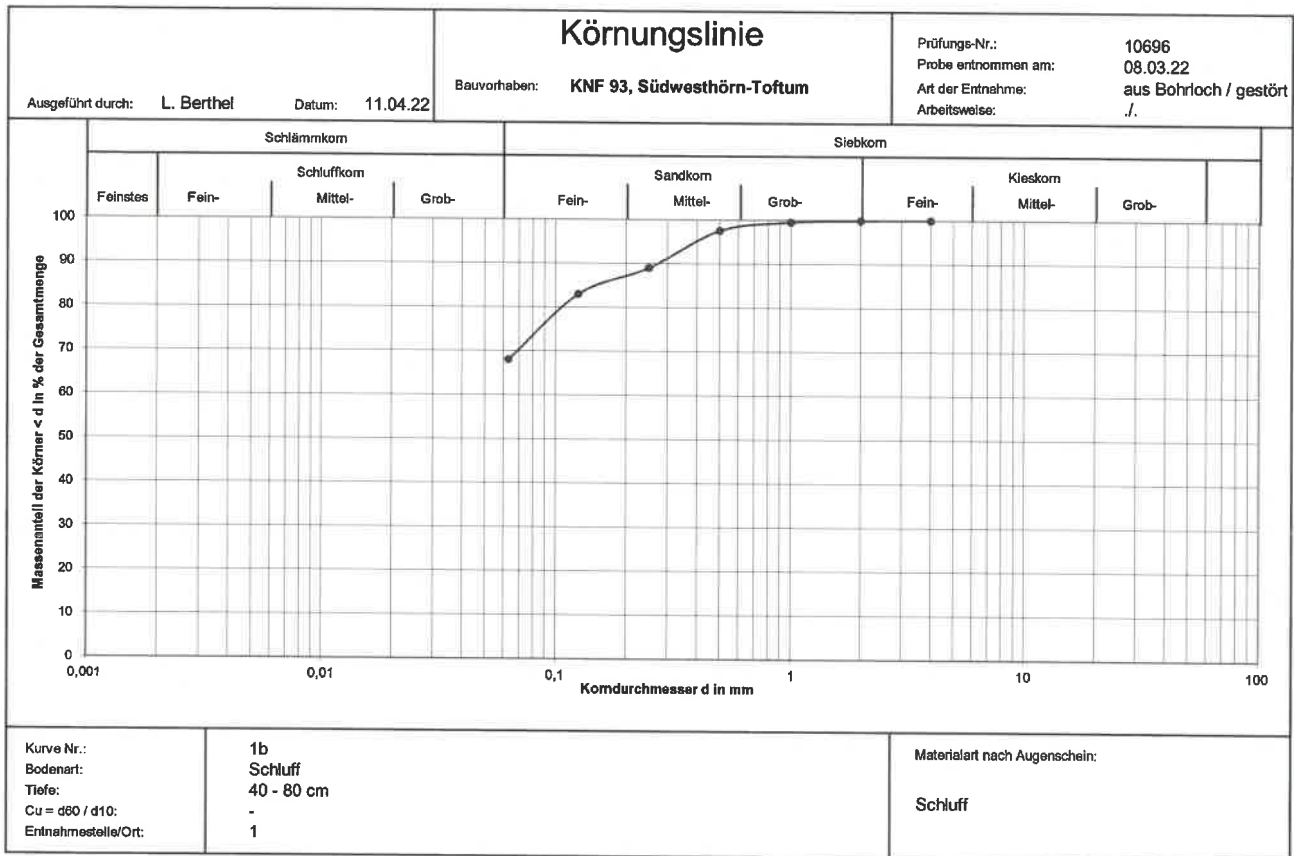 Körnungslinie
Ausgeführt durch: L. Berthel Datum: 11.04.22
Bauvorhaben: KNF 93, Südwesthörn-Toftum
Prüfungs-Nr.: 10696
Probe entnommen am: 08.03.22
Art der Entnahme: aus Bohrloch / gestört
Arbeitsweise: ./.
Schlämmkorn Siebkorn
Schluffkorn Sandkorn Kieskorn
Feinstes Fein- Mittel- Grob- Fein- Mittel- Grob- Fein- Mittel- Grob-
Massenanteil der Körner < d in % der Gesamtmenge
100
90
80
70
60
50
40
30
20
10
0
0,001 0,01 0,1 1 10 100
Korndurchmesser d in mm
Kurve Nr.: 1b
Bodenart: Schluff
Tiefe: 40 - 80 cm
Cu = d60 / d10: -
Entnahmestelle/Ort: 1
Materialart nach Augenschein:
Schluff